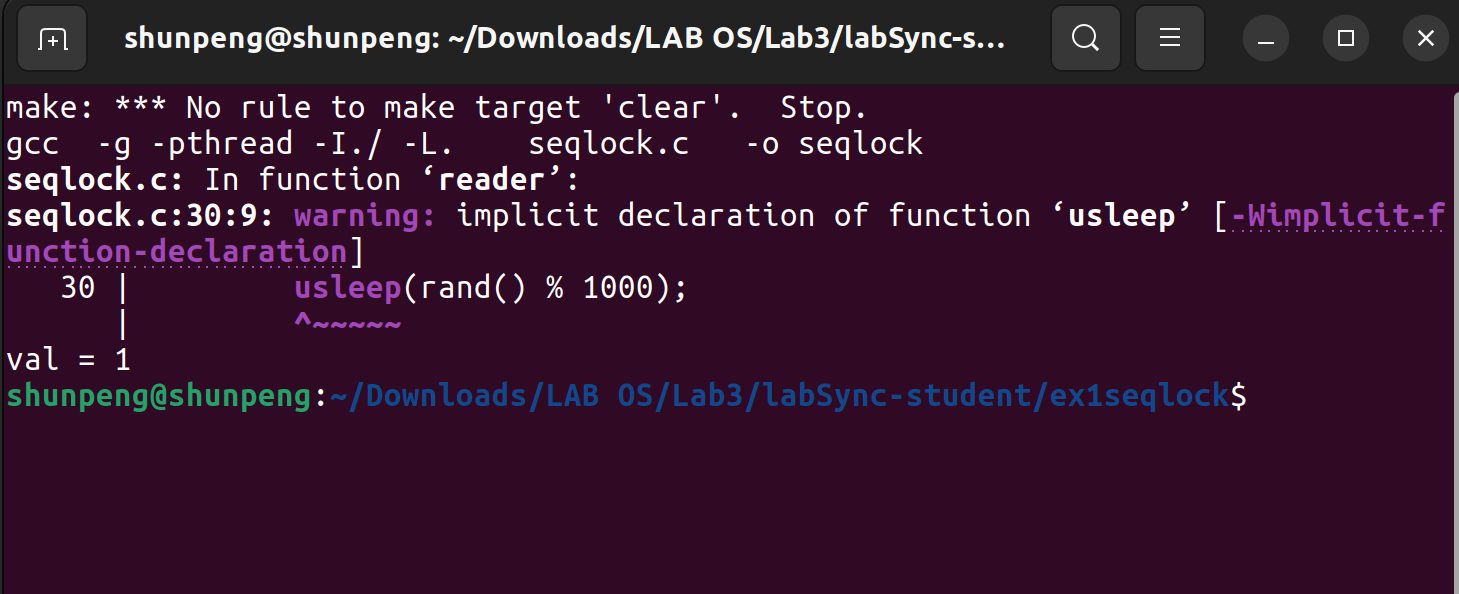 shunpeng@shunpeng: ~/Downloads/LAB OS/Lab3/labSync-s...
make: *** No rule to make target 'clear'.  Stop.
gcc  -g -pthread -I./ -L.    seqlock.c   -o seqlock
seqlock.c: In function ‘reader’:
seqlock.c:30:9: warning: implicit declaration of function ‘usleep’ [-Wimplicit-f
unction-declaration]
   30 |         usleep(rand() % 1000);
      |         ^~~~~~
val = 1
shunpeng@shunpeng:~/Downloads/LAB OS/Lab3/labSync-student/ex1seqlock$